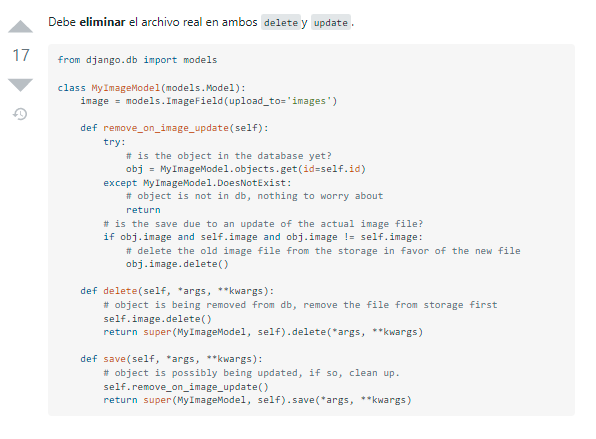 Debe eliminar el archivo real en ambos delete y update .
17
from django.db import models
class MyImageModel(models.Model):
    image = models.ImageField(upload_to='images')
    def remove_on_image_update(self):
        try:
            # is the object in the database yet?
            obj = MyImageModel.objects.get(id=self.id)
        except MyImageModel.DoesNotExist:
            # object is not in db, nothing to worry about
            return
        # is the save due to an update of the actual image file?
        if obj.image and self.image and obj.image != self.image:
            # delete the old image file from the storage in favor of the new file
            obj.image.delete()
    def delete(self, *args, **kwargs):
        # object is being removed from db, remove the file from storage first
        self.image.delete()
        return super(MyImageModel, self).delete(*args, **kwargs)
    def save(self, *args, **kwargs):
        # object is possibly being updated, if so, clean up.
        self.remove_on_image_update()
        return super(MyImageModel, self).save(*args, **kwargs)